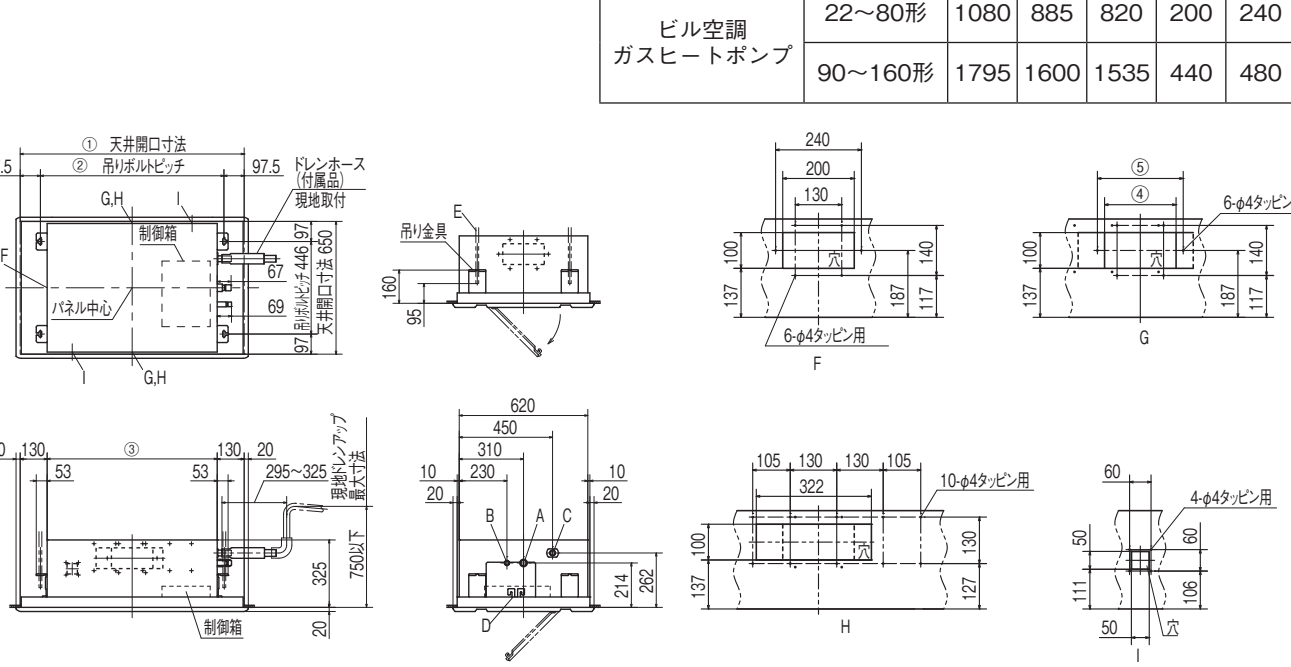 ビル空調
ガスヒートポンプ
22～80形 1080 885 820 200 240
90～160形 1795 1600 1535 440 480
① 天井開口寸法
.5 ② 吊りボルトピッチ 97.5
ドレンホース
(付属品)
現地取付
G,H I
制御箱
F
パネル中心
67
69
97
吊りボルトピッチ 446
97
天井開口寸法 650
I G,H
E
吊り金具
160
95
240
200
130
100
137
穴
140
187
117
6-φ4タッピン用
F
⑤
④
6-φ4タッピン
100
137
穴
140
187
117
G
0 130 ③ 130 20
53 53
295～325
現地ドレンアップ
最大寸法
750以下
325
20
制御箱
620
450
310
10 230 10
20 20
B A C
D
214
262
105 130 130 105
322
10-φ4タッピン用
100
137
穴
130
127
H
60
4-φ4タッピン用
50
111
60
106
50
穴
I